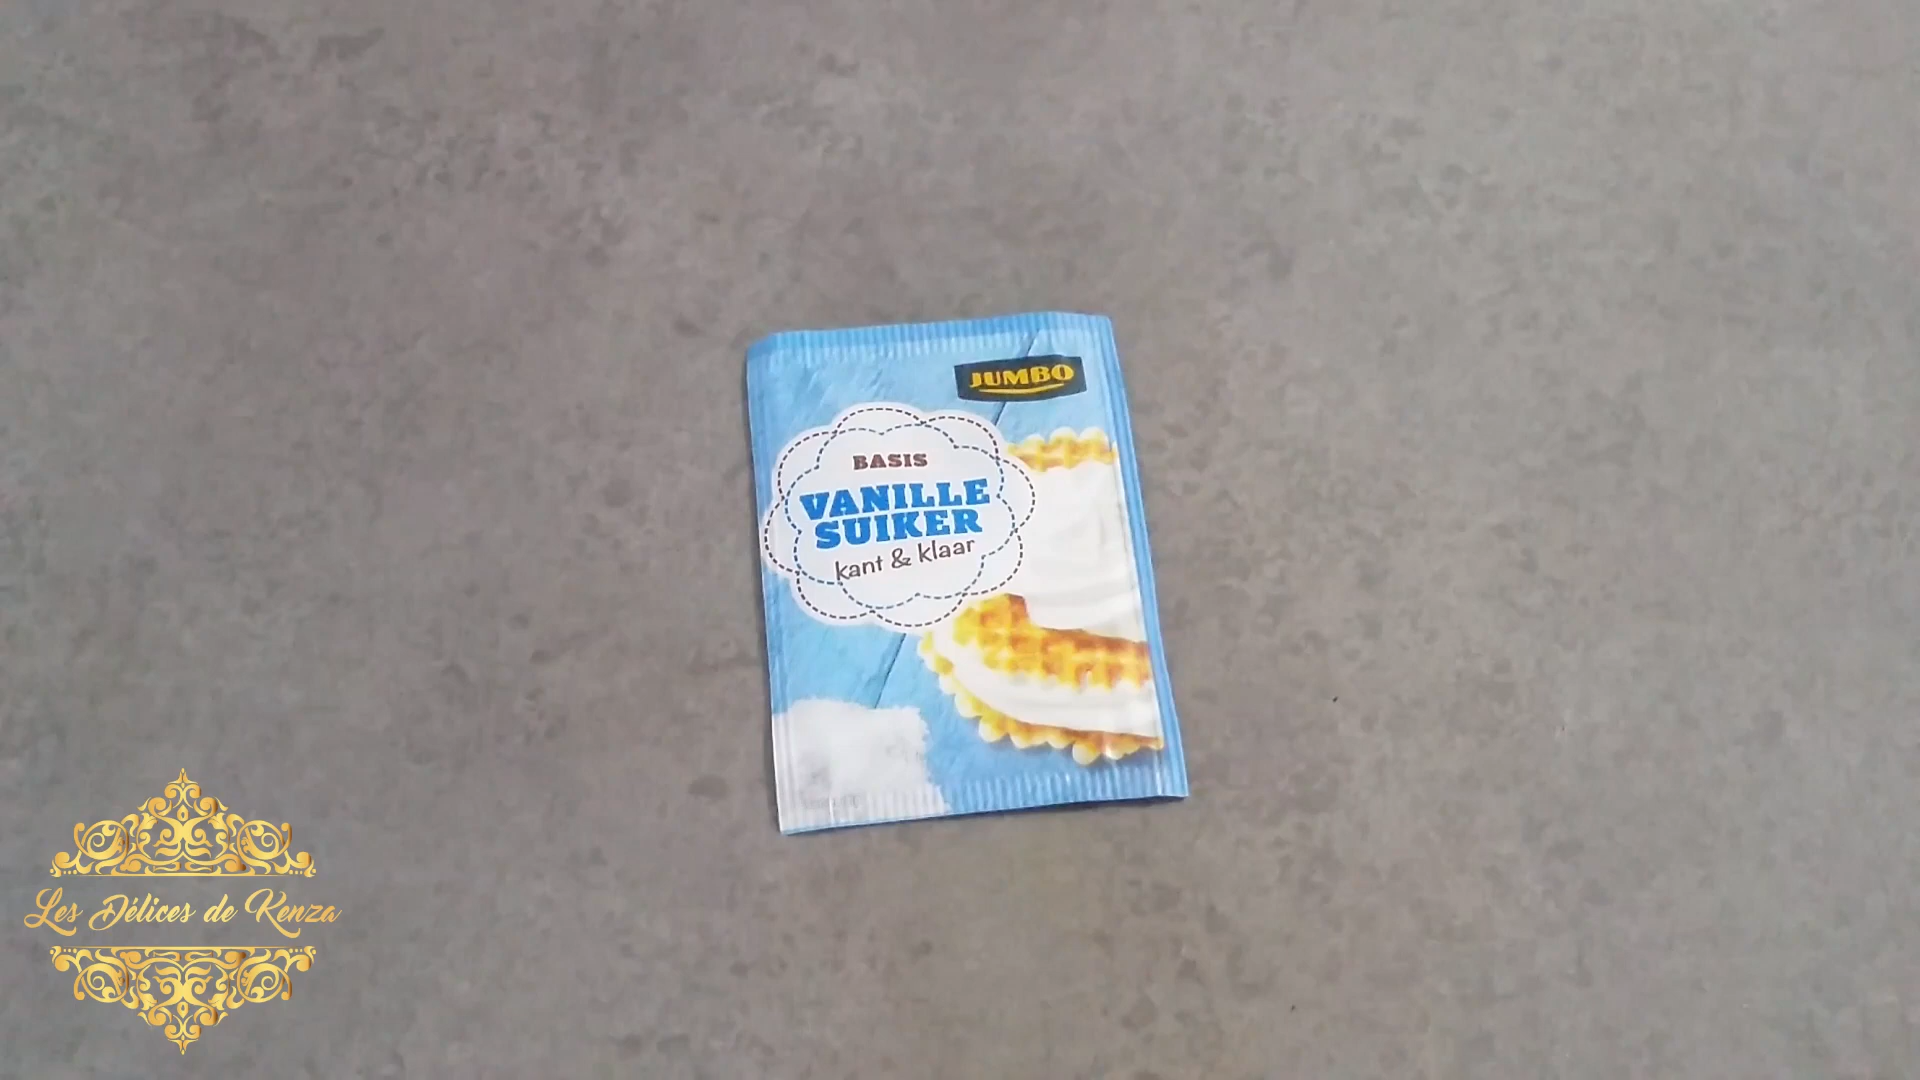 JUMBO
BASIS
VANILLE
SUIKER
kant & klaar
Les Délices de Kenza